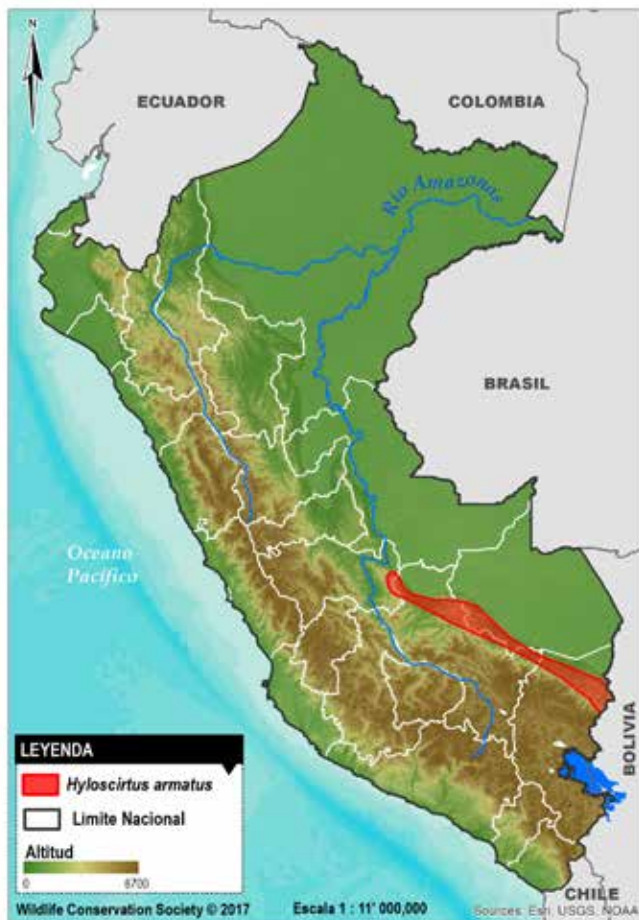 N
ECUADOR
COLOMBIA
Río Amazonas
BRASIL
Oceano
Pacífico
BOLIVIA
LEYENDA
Hyloscirtus armatus
Limite Nacional
Altitud
0 6700
CHILE
Wildlife Conservation Society © 2017 Escala 1 : 11' 000,000 Sources: Esri, USGS, NOAA